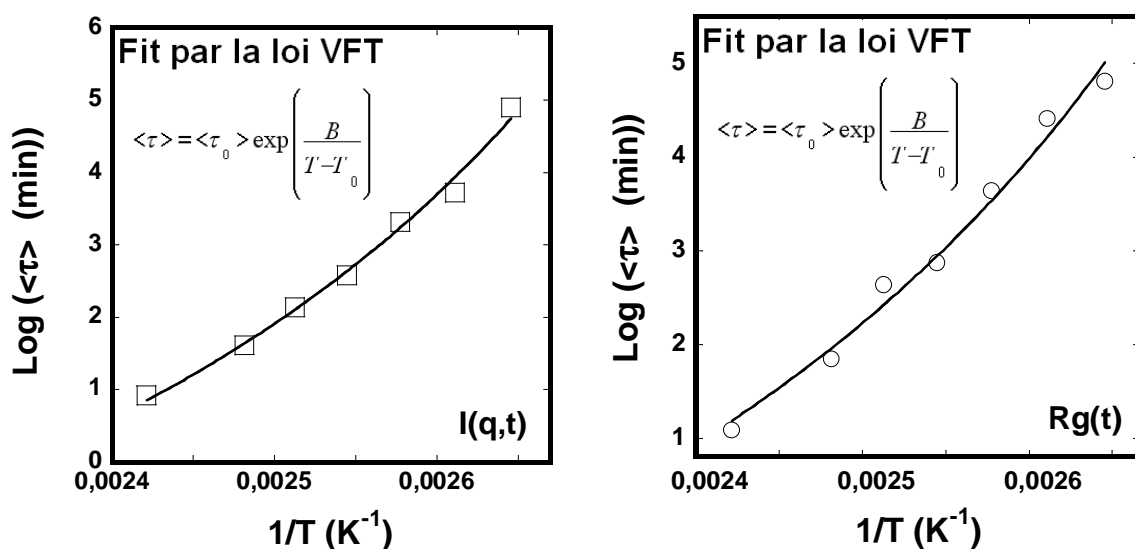 Fit par la loi VFT
<τ> = <τ₀> exp(B / (T − T₀))
6
5
4
3
2
1
0
Log (<τ> (min))
I(q,t)
0,0024 0,0025 0,0026
1/T (K⁻¹)
Fit par la loi VFT
<τ> = <τ₀> exp(B / (T − T₀))
5
4
3
2
1
Log (<τ> (min))
Rg(t)
0,0024 0,0025 0,0026
1/T (K⁻¹)